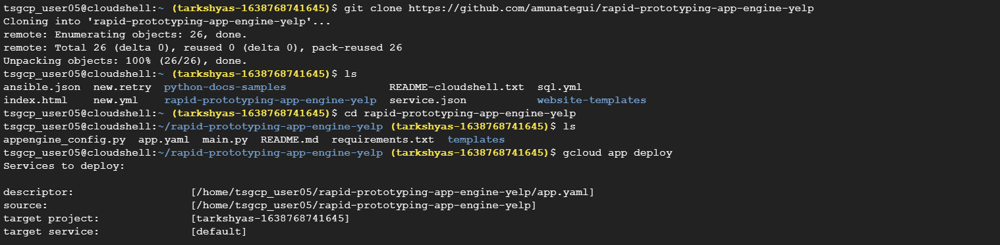 tsgcp_user05@cloudshell:~ (tarkshyas-1638768741645)$ git clone https://github.com/amunategui/rapid-prototyping-app-engine-yelp
Cloning into 'rapid-prototyping-app-engine-yelp'...
remote: Enumerating objects: 26, done.
remote: Total 26 (delta 0), reused 0 (delta 0), pack-reused 26
Unpacking objects: 100% (26/26), done.
tsgcp_user05@cloudshell:~ (tarkshyas-1638768741645)$ ls
ansible.json  new.retry  python-docs-samples                README-cloudshell.txt  sql.yml
index.html    new.yml    rapid-prototyping-app-engine-yelp  service.json           website-templates
tsgcp_user05@cloudshell:~ (tarkshyas-1638768741645)$ cd rapid-prototyping-app-engine-yelp
tsgcp_user05@cloudshell:~/rapid-prototyping-app-engine-yelp (tarkshyas-1638768741645)$ ls
appengine_config.py  app.yaml  main.py  README.md  requirements.txt  templates
tsgcp_user05@cloudshell:~/rapid-prototyping-app-engine-yelp (tarkshyas-1638768741645)$ gcloud app deploy
Services to deploy:
descriptor:                  [/home/tsgcp_user05/rapid-prototyping-app-engine-yelp/app.yaml]
source:                      [/home/tsgcp_user05/rapid-prototyping-app-engine-yelp]
target project:              [tarkshyas-1638768741645]
target service:              [default]